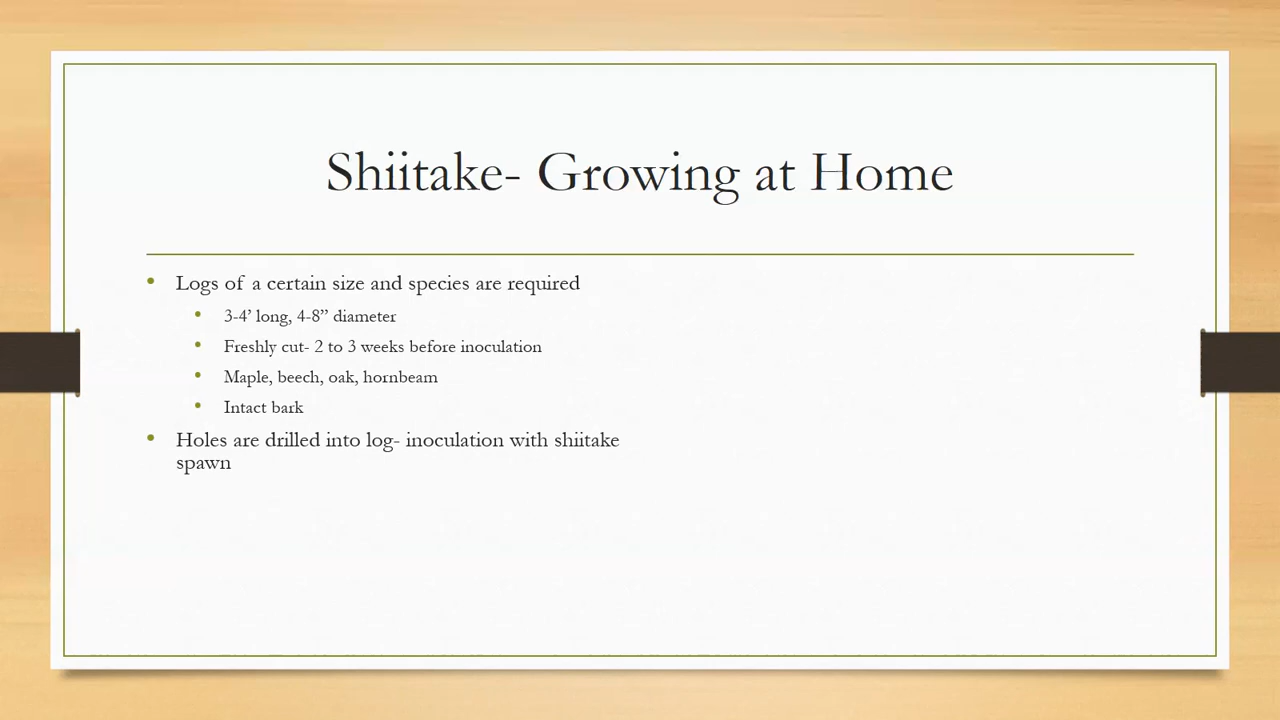 Shiitake- Growing at Home
• Logs of a certain size and species are required
• 3-4’ long, 4-8” diameter
• Freshly cut- 2 to 3 weeks before inoculation
• Maple, beech, oak, hornbeam
• Intact bark
• Holes are drilled into log- inoculation with shiitake
spawn